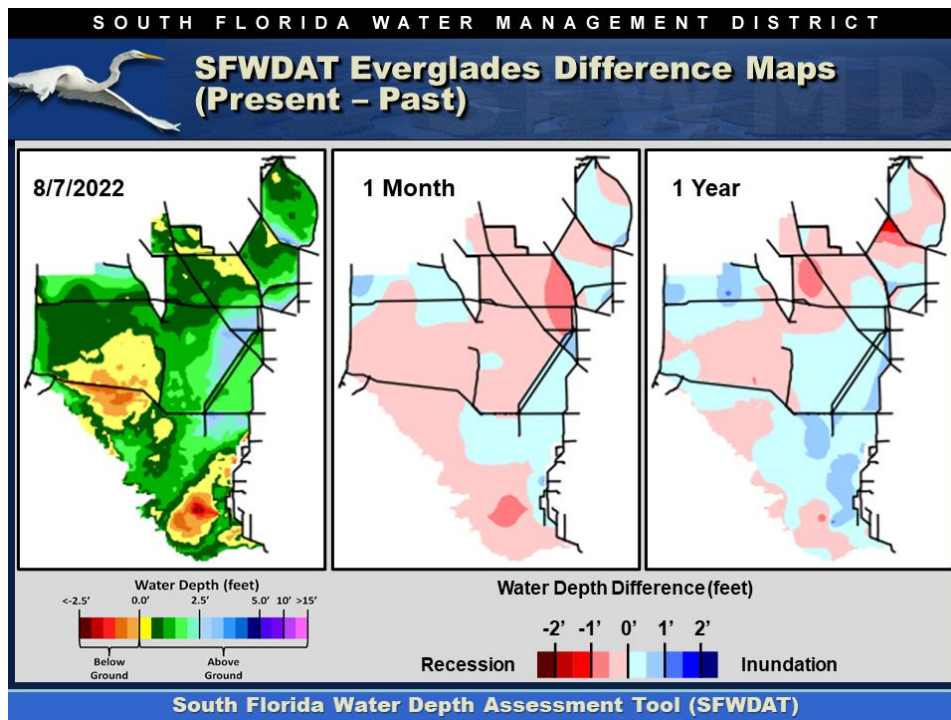 SOUTH FLORIDA WATER MANAGEMENT DISTRICT
SFWDAT Everglades Difference Maps
(Present – Past)
8/7/2022
1 Month
1 Year
Water Depth (feet)
<-2.5' 0.0' 2.5' 5.0' 10' >15'
Below
Ground
Above
Ground
Water Depth Difference (feet)
-2' -1' 0' 1' 2'
Recession
Inundation
South Florida Water Depth Assessment Tool (SFWDAT)